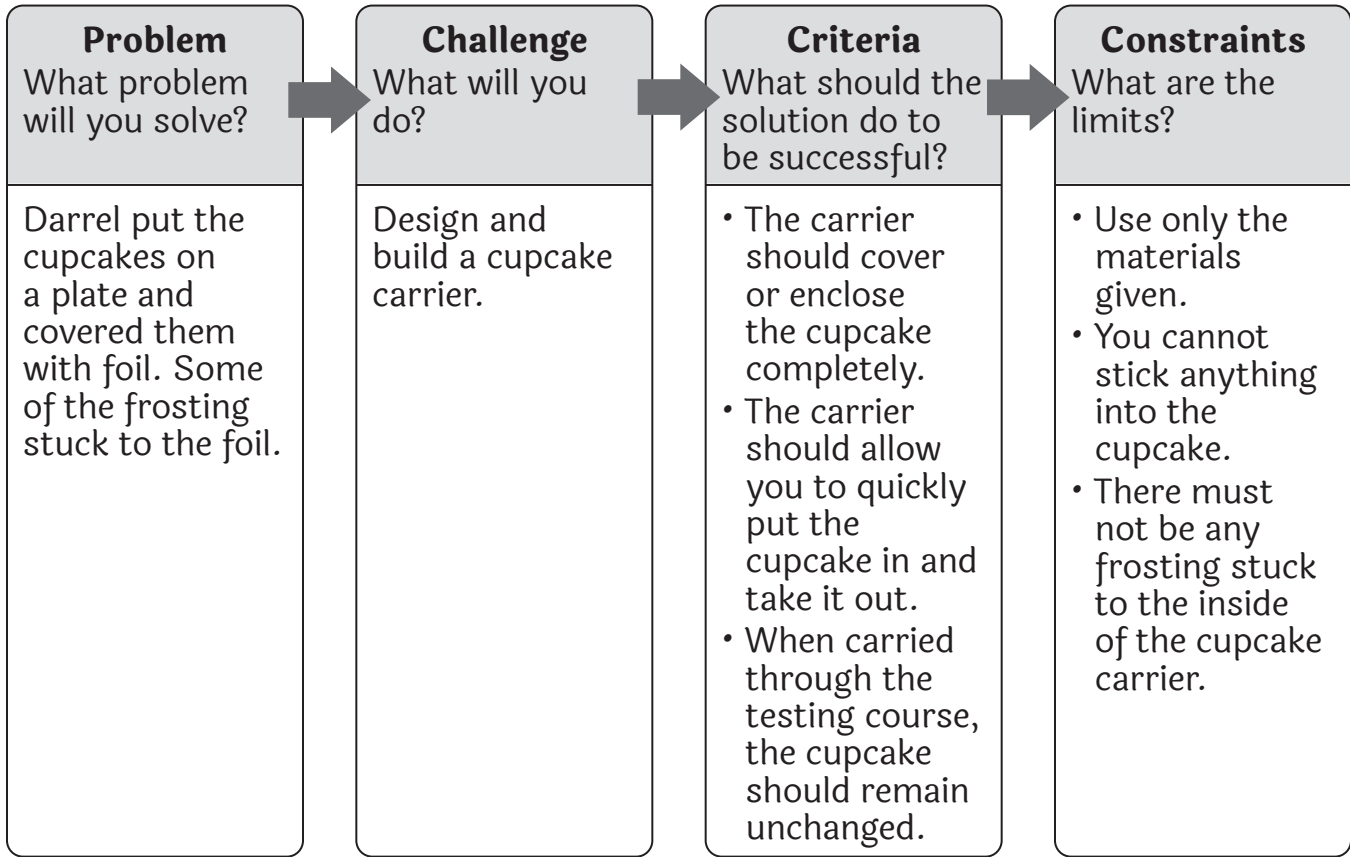 Problem
What problem
will you solve?
Darrel put the
cupcakes on
a plate and
covered them
with foil. Some
of the frosting
stuck to the foil.
Challenge
What will you
do?
Design and
build a cupcake
carrier.
Criteria
What should the
solution do to
be successful?
• The carrier
should cover
or enclose
the cupcake
completely.
• The carrier
should allow
you to quickly
put the
cupcake in and
take it out.
• When carried
through the
testing course,
the cupcake
should remain
unchanged.
Constraints
What are the
limits?
• Use only the
materials
given.
• You cannot
stick anything
into the
cupcake.
• There must
not be any
frosting stuck
to the inside
of the cupcake
carrier.